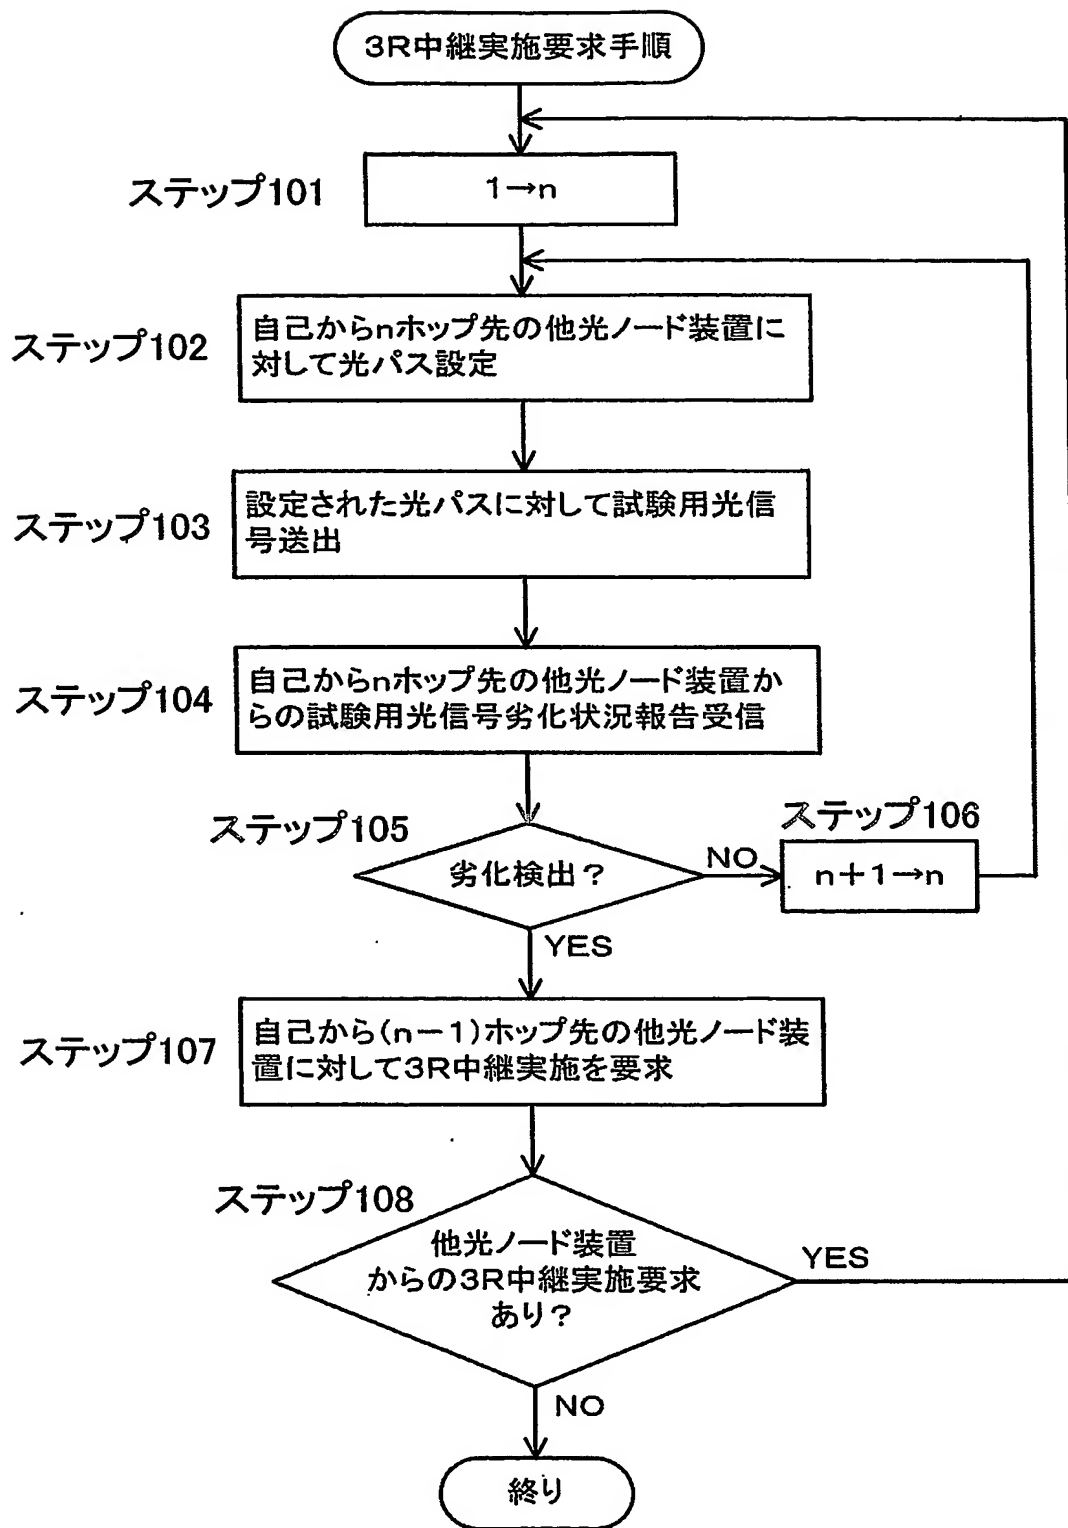 3R中継実施要求手順
ステップ101
1→n
ステップ102
自己からnホップ先の他光ノード装置に
対して光パス設定
ステップ103
設定された光パスに対して試験用光信
号送出
ステップ104
自己からnホップ先の他光ノード装置か
らの試験用光信号劣化状況報告受信
ステップ105
劣化検出？
NO
ステップ106
n＋1→n
YES
ステップ107
自己から(n－1)ホップ先の他光ノード装
置に対して3R中継実施を要求
ステップ108
他光ノード装置
からの3R中継実施要求
あり？
YES
NO
終り